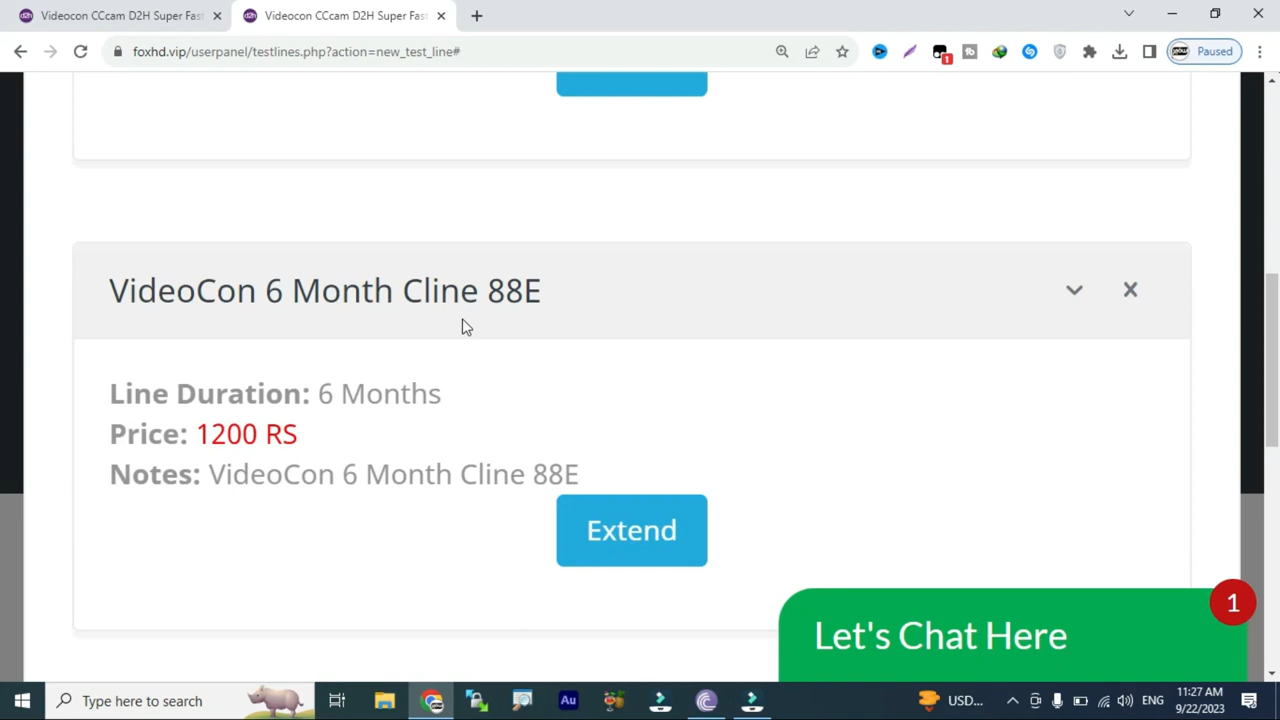 Videocon CCcam D2H Super Fast
Videocon CCcam D2H Super Fast
foxhd.vip/userpanel/testlines.php?action=new_test_line#
1
Paused
VideoCon 6 Month Cline 88E
Line Duration: 6 Months
Price: 1200 RS
Notes: VideoCon 6 Month Cline 88E
Extend
1
Let's Chat Here
Type here to search
Au
USD...
ENG
11:27 AM
9/22/2023